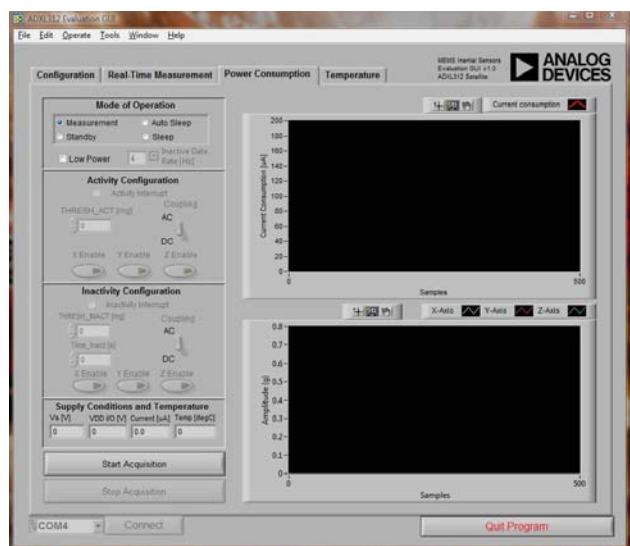 ADXL312 Evaluation GUI
File Edit Operate Tools Window Help
MEMS Inertial Sensors
Evaluation GUI v1.0
ADXL312 Satellite
ANALOG
DEVICES
Configuration Real-Time Measurement Power Consumption Temperature
Mode of Operation
Measurement Auto Sleep
Standby Sleep
Low Power 4 Inactive Data
Rate [Hz]
Activity Configuration
Activity Interrupt
THRESH_ACT [mg] Coupling
0 AC
DC
X Enable Y Enable Z Enable
Inactivity Configuration
Inactivity Interrupt
THRESH_INACT [mg] Coupling
0 AC
Time_Inact [s]
0 DC
X Enable Y Enable Z Enable
Supply Conditions and Temperature
Vs [V] VDD I/O [V] Current [uA] Temp [degC]
0 0 0.0 0
Start Acquisition
Stop Acquisition
COM4 Connect
Current consumption
Current Consumption [uA]
200
180
160
140
120
100
80
60
40
20
0
0 500
Samples
X-Axis Y-Axis Z-Axis
Amplitude (g)
0.8
0.7
0.6
0.5
0.4
0.3
0.2
0.1
0
0 500
Samples
Quit Program